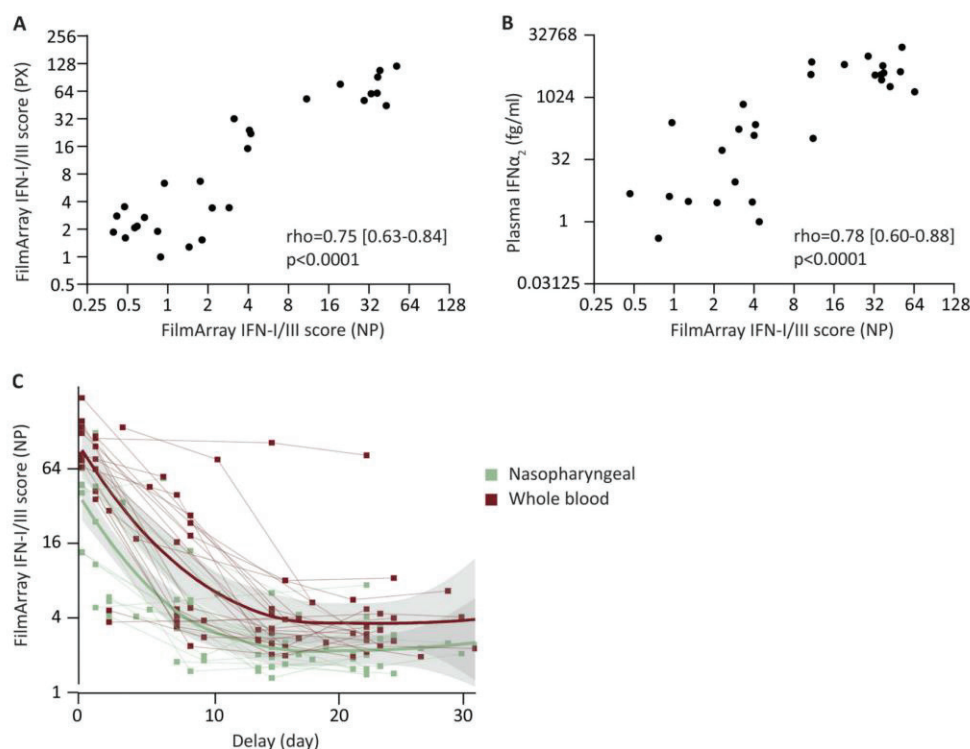 A
FilmArray IFN-I/III score (PX)
256
128
64
32
16
8
4
2
1
0.5
rho=0.75 [0.63-0.84]
p<0.0001
0.25 0.5 1 2 4 8 16 32 64 128
FilmArray IFN-I/III score (NP)
B
Plasma IFNα2 (fg/ml)
32768
1024
32
1
0.03125
rho=0.78 [0.60-0.88]
p<0.0001
0.25 0.5 1 2 4 8 16 32 64 128
FilmArray IFN-I/III score (NP)
C
FilmArray IFN-I/III score (NP)
64
16
4
1
0 10 20 30
Delay (day)
Nasopharyngeal
Whole blood